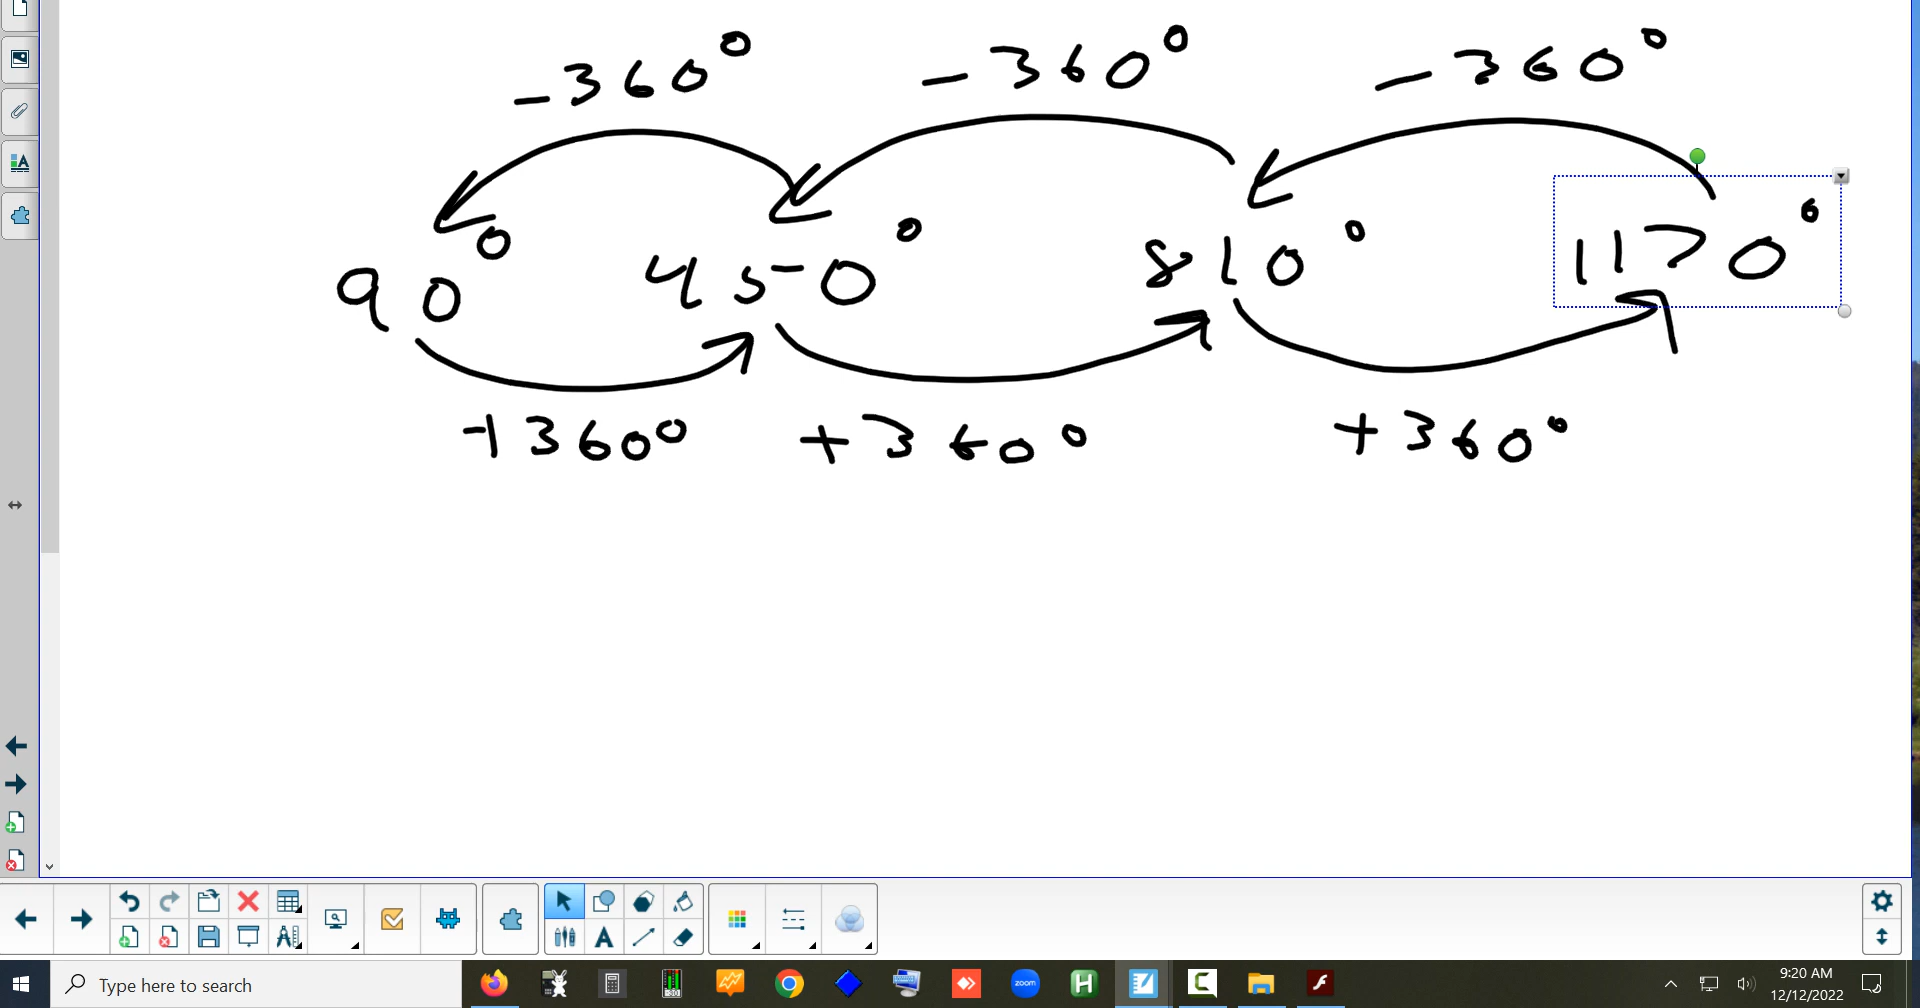 -360° -360° -360°
90° 450° 810° 1170°
+360° +360° +360°
A
A
A
zoom
H
C
Type here to search
9:20 AM
12/12/2022